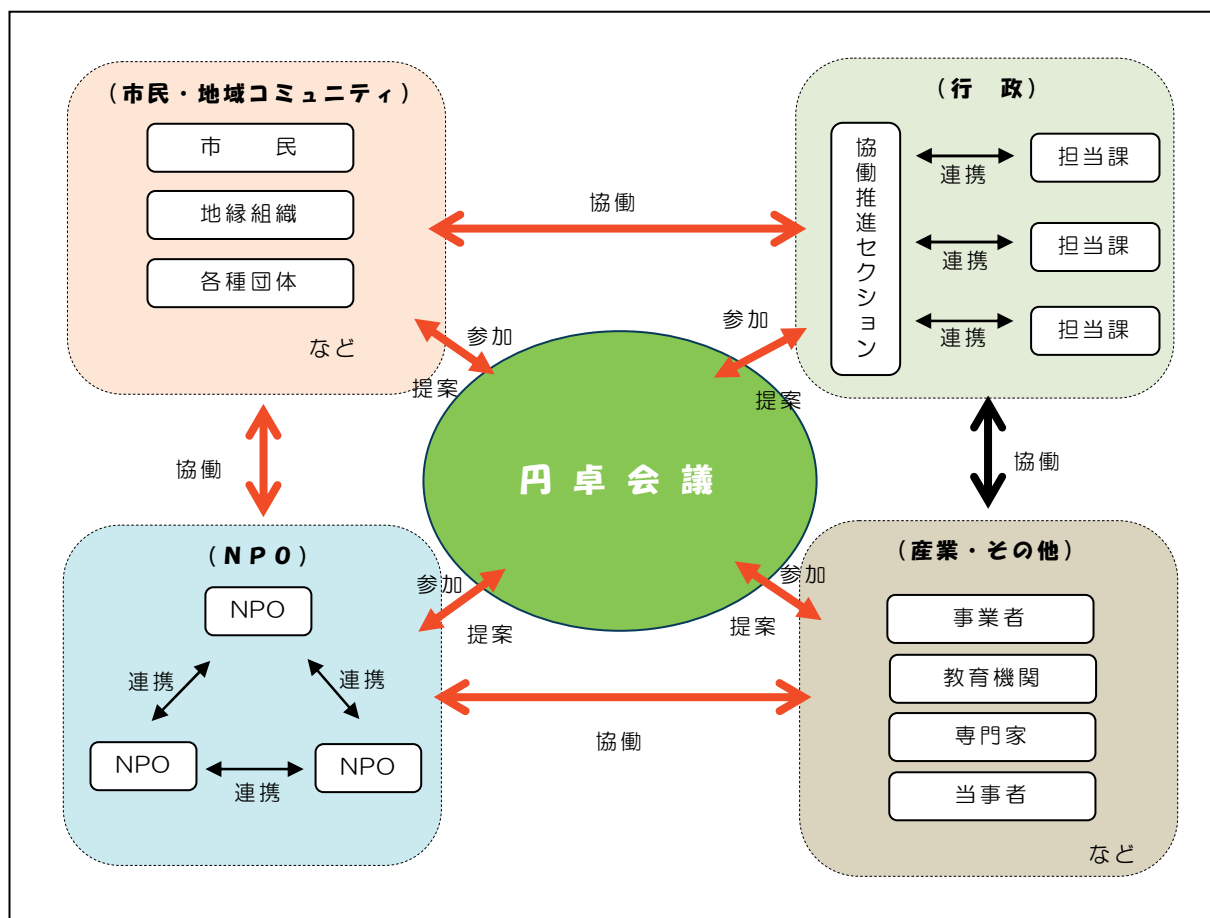 (市民・地域コミュニティ)
市　　民
地縁組織
各種団体
など
(行　政)
協働推進セクション
連携
担当課
連携
担当課
連携
担当課
協働
参加
提案
参加
提案
協働
円卓会議
協働
(NPO)
NPO
連携
連携
NPO
連携
NPO
参加
提案
参加
提案
協働
(産業・その他)
事業者
教育機関
専門家
当事者
など